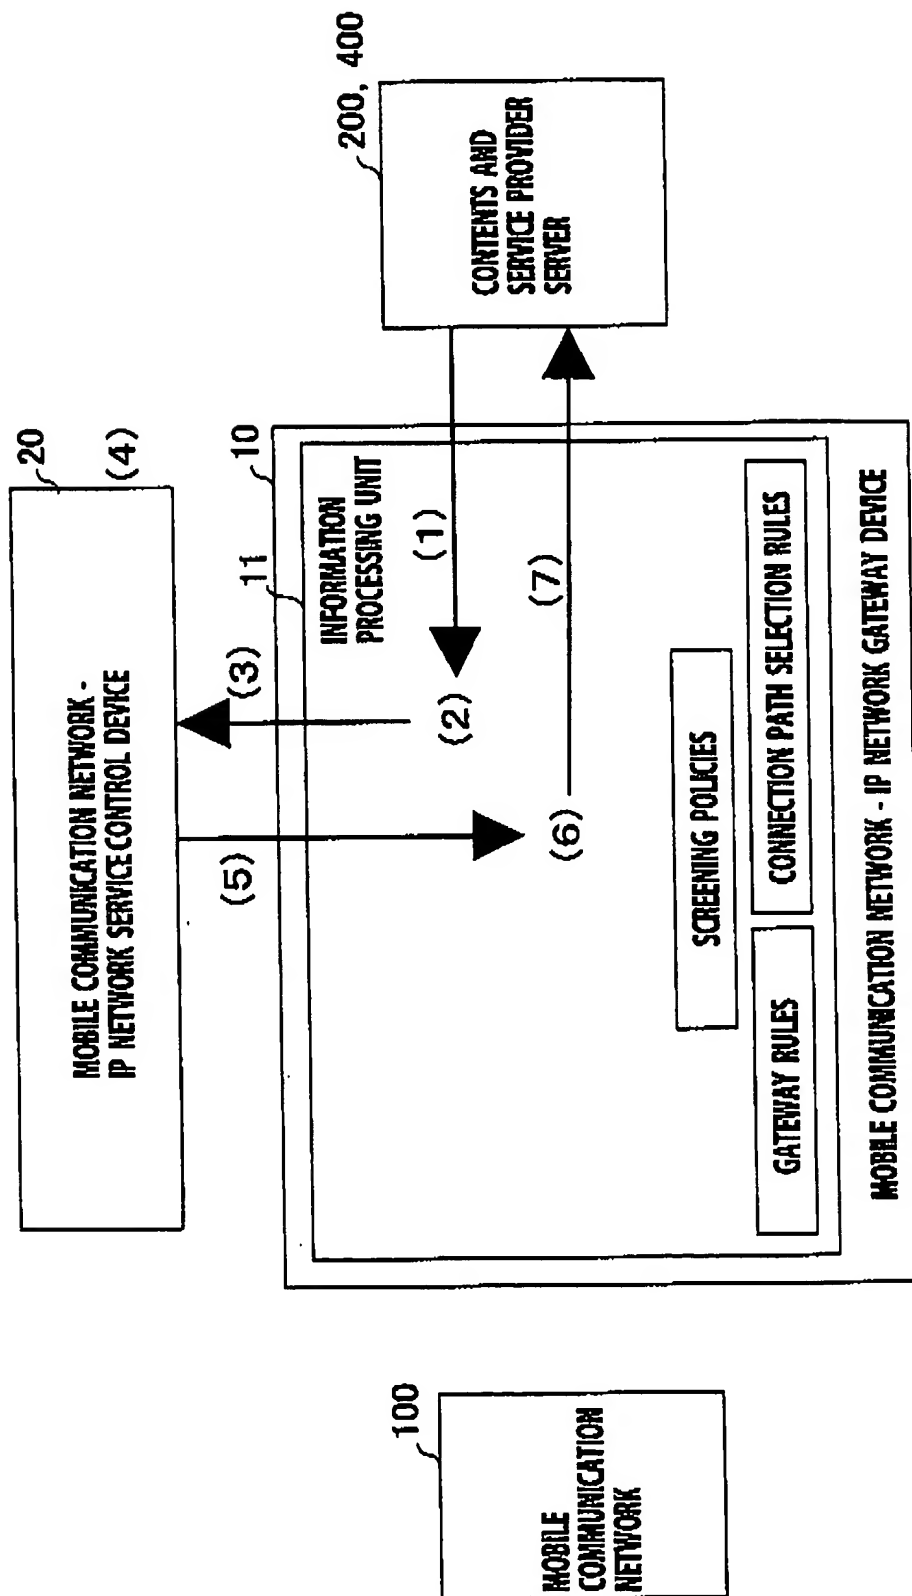 20
MOBILE COMMUNICATION NETWORK -
IP NETWORK SERVICE CONTROL DEVICE
(4)
(5)
(3)
10
11
INFORMATION
PROCESSING UNIT
(1)
(2)
(6)
(7)
SCREENING POLICIES
GATEWAY RULES
CONNECTION PATH SELECTION RULES
MOBILE COMMUNICATION NETWORK - IP NETWORK GATEWAY DEVICE
100
MOBILE
COMMUNICATION
NETWORK
200, 400
CONTENTS AND
SERVICE PROVIDER
SERVER